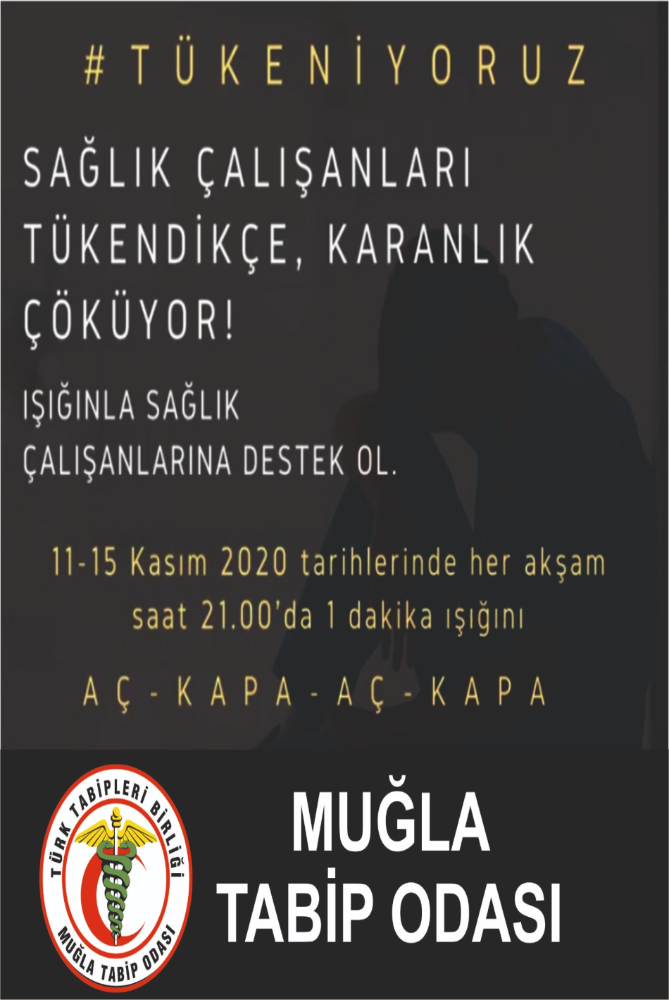 #TÜKENİYORUZ
SAĞLIK ÇALIŞANLARI
TÜKENDİKÇE, KARANLIK
ÇÖKÜYOR!
IŞIĞINLA SAĞLIK
ÇALIŞANLARINA DESTEK OL.
11-15 Kasım 2020 tarihlerinde her akşam
saat 21.00'da 1 dakika ışığını
AÇ-KAPA-AÇ-KAPA
TÜRK TABİPLERİ BİRLİĞİ
MUĞLA TABİP ODASI
MUĞLA
TABİP ODASI